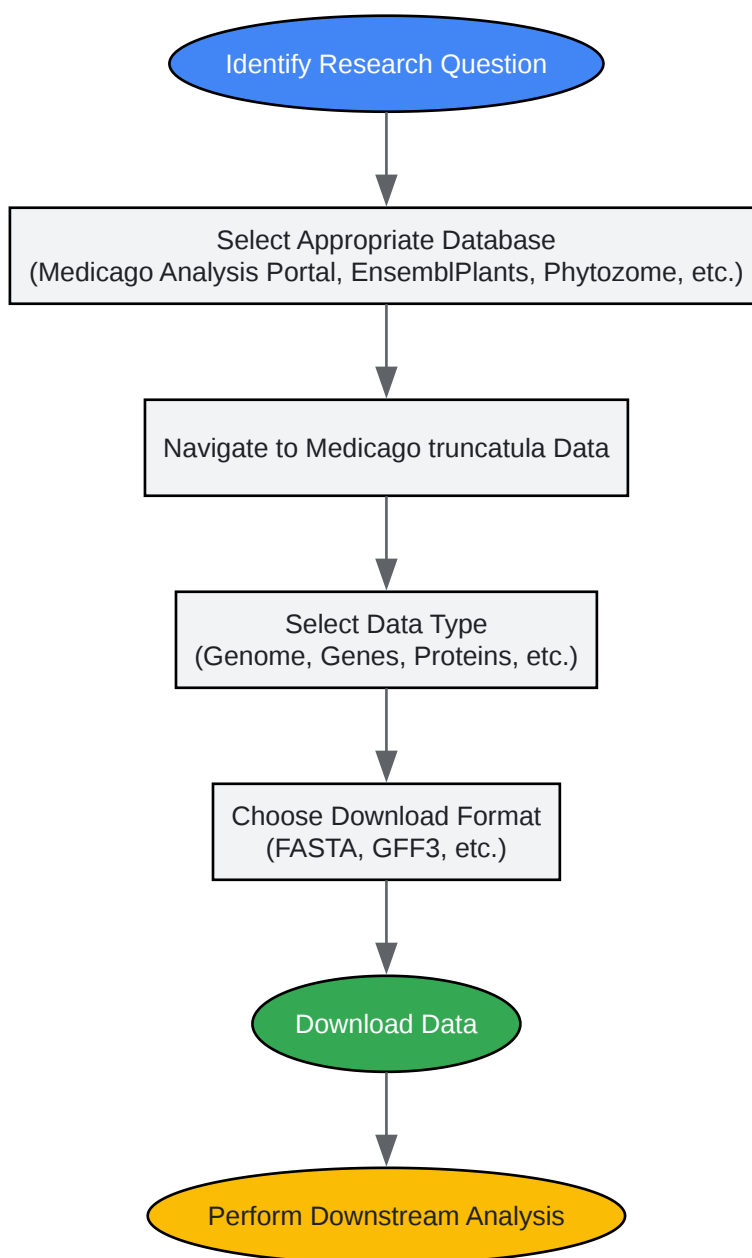 Identify Research Question
Select Appropriate Database
(Medicago Analysis Portal, EnsemblPlants, Phytozome, etc.)
Navigate to Medicago truncatula Data
Select Data Type
(Genome, Genes, Proteins, etc.)
Choose Download Format
(FASTA, GFF3, etc.)
Download Data
Perform Downstream Analysis